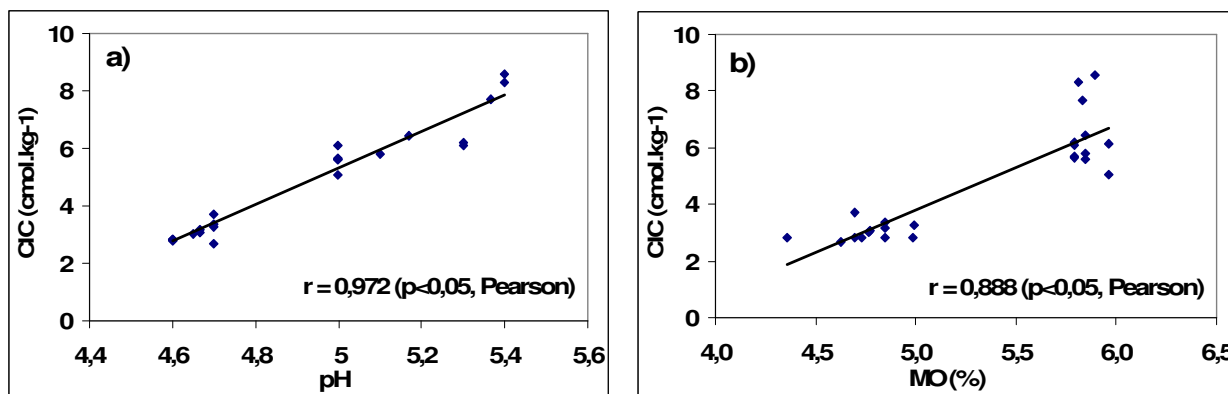 a)
CIC (cmol.kg-1)
10
8
6
4
2
0
r = 0,972 (p<0,05, Pearson)
4,4 4,6 4,8 5 5,2 5,4 5,6
pH
b)
CIC (cmol.kg-1)
10
8
6
4
2
0
r = 0,888 (p<0,05, Pearson)
4,0 4,5 5,0 5,5 6,0 6,5
MO (%)